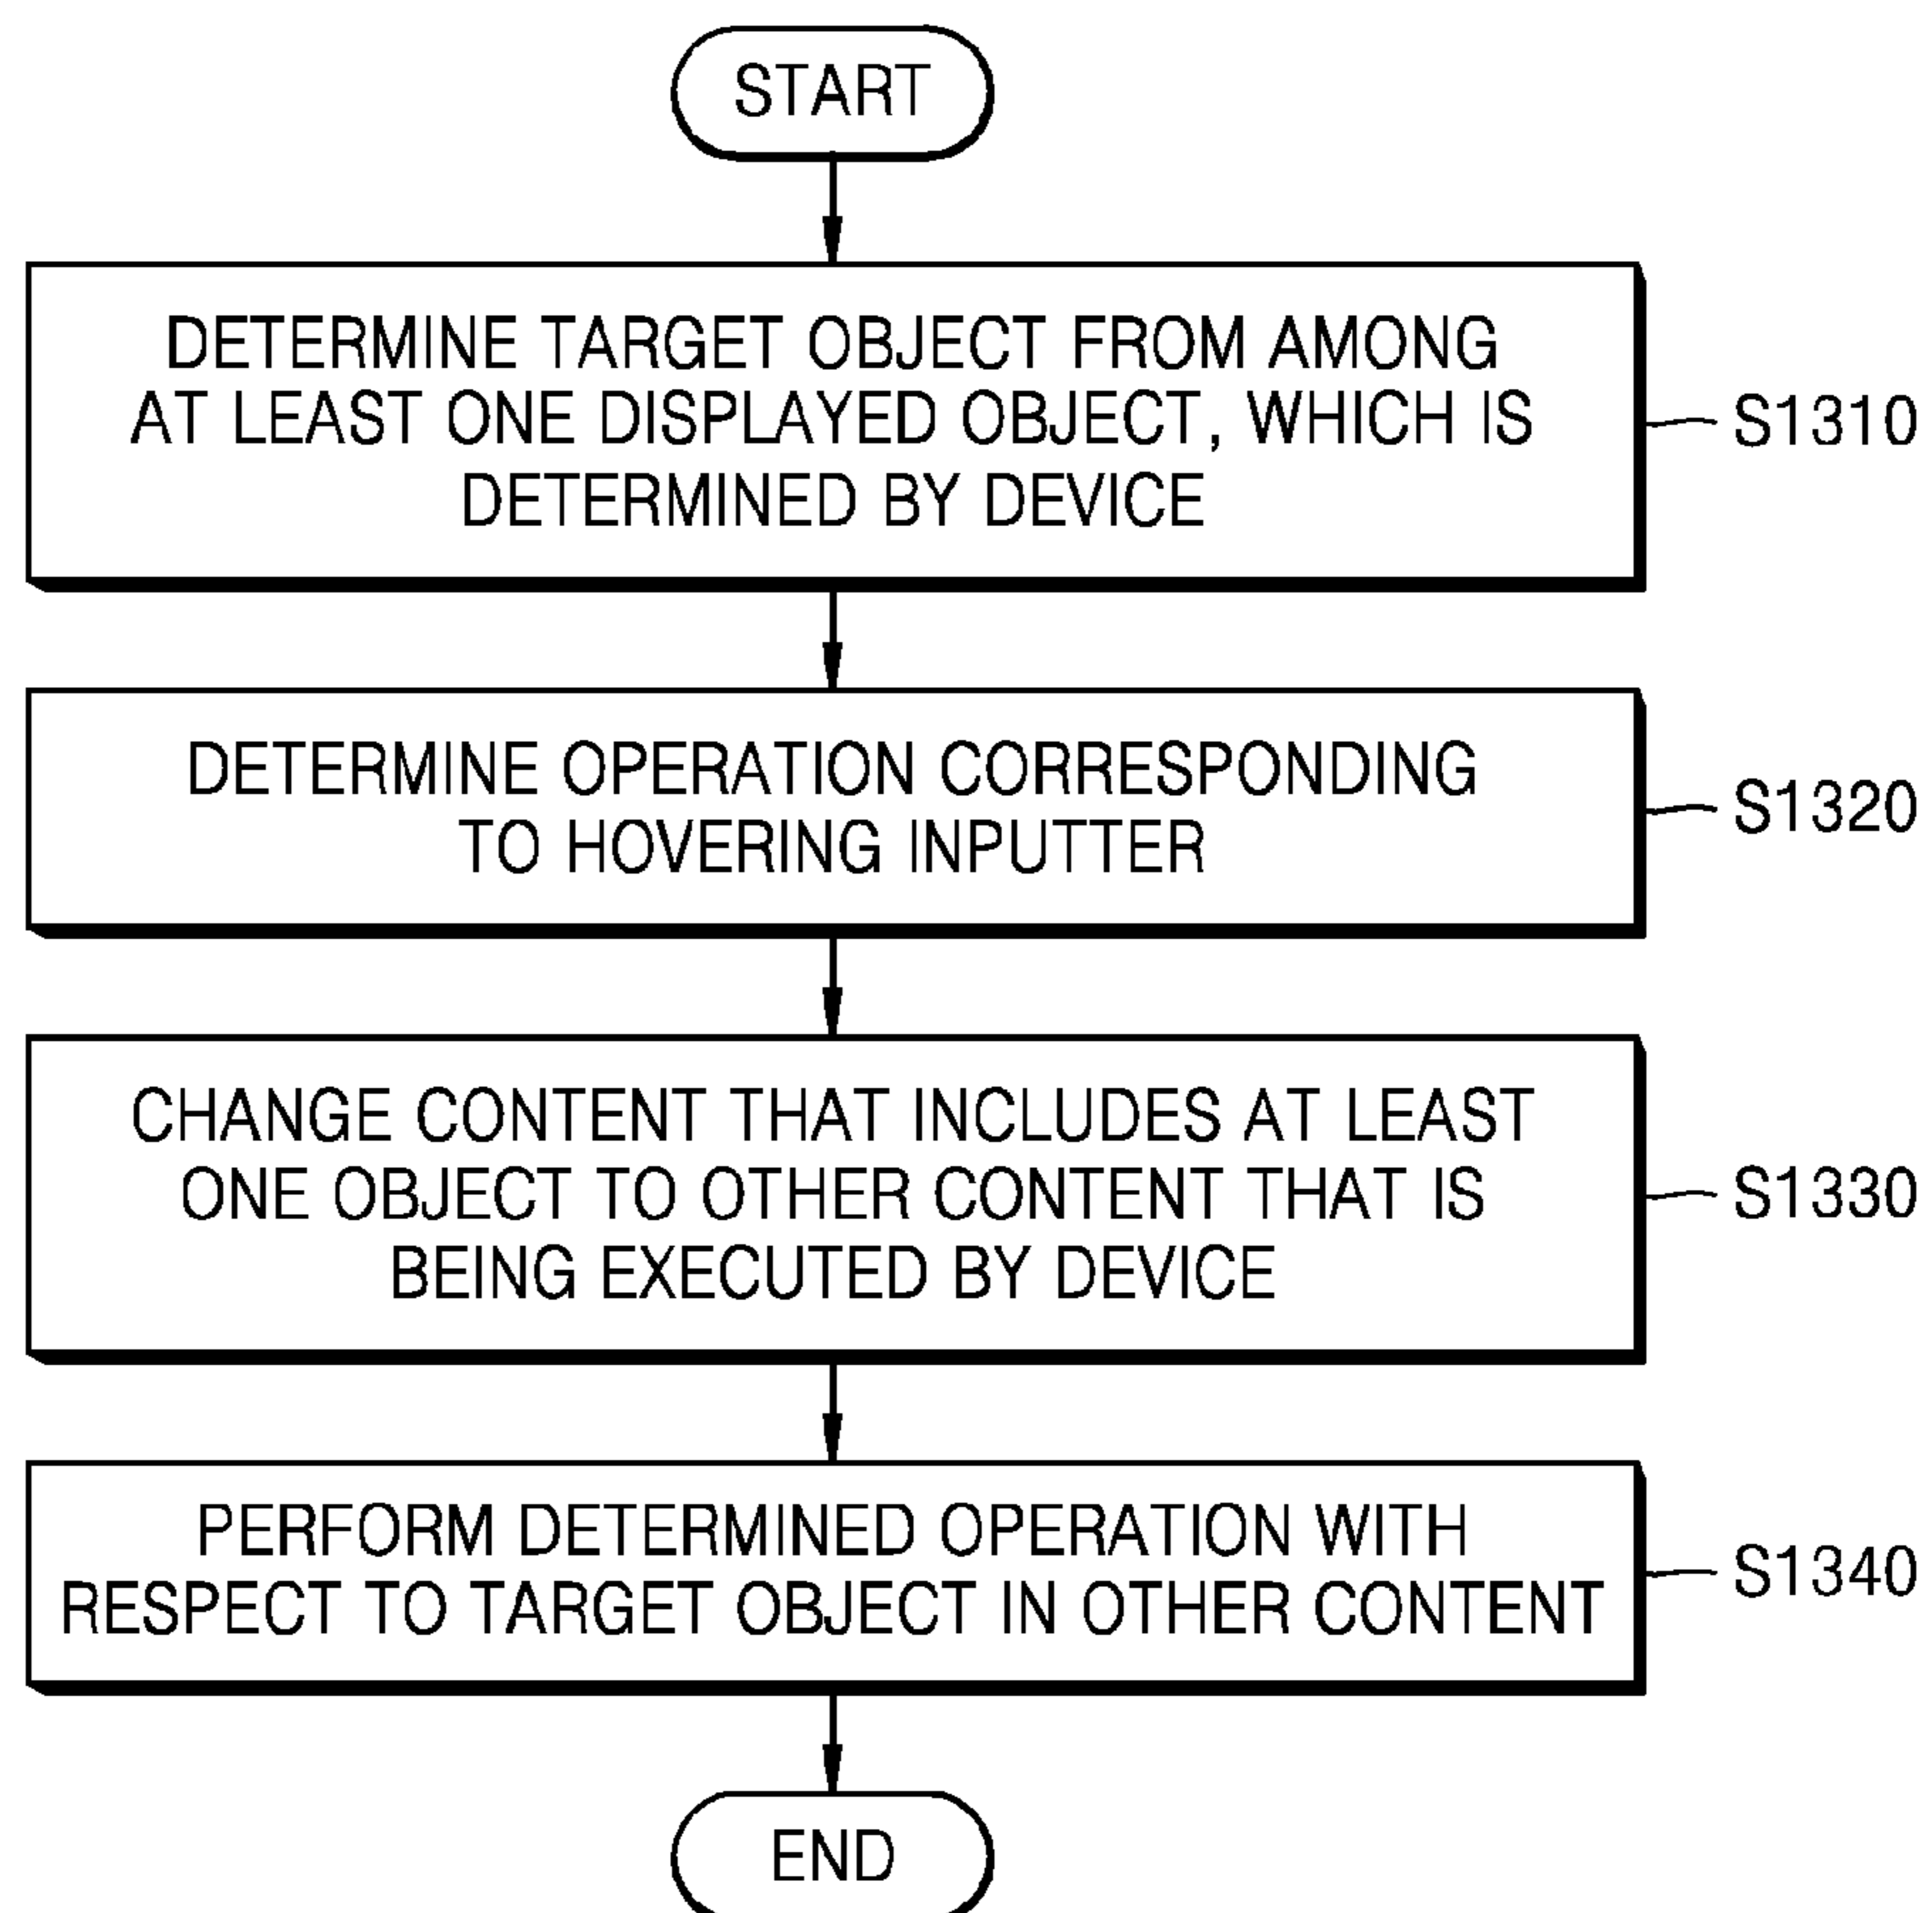 START
DETERMINE TARGET OBJECT FROM AMONG
AT LEAST ONE DISPLAYED OBJECT, WHICH IS
DETERMINED BY DEVICE
S1310
DETERMINE OPERATION CORRESPONDING
TO HOVERING INPUTTER
S1320
CHANGE CONTENT THAT INCLUDES AT LEAST
ONE OBJECT TO OTHER CONTENT THAT IS
BEING EXECUTED BY DEVICE
S1330
PERFORM DETERMINED OPERATION WITH
RESPECT TO TARGET OBJECT IN OTHER CONTENT
S1340
END